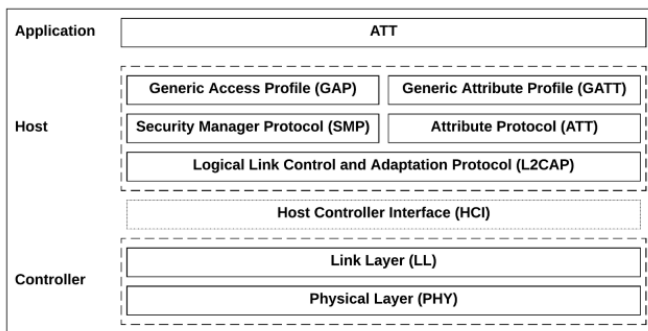 Application
ATT
Generic Access Profile (GAP)
Generic Attribute Profile (GATT)
Host
Security Manager Protocol (SMP)
Attribute Protocol (ATT)
Logical Link Control and Adaptation Protocol (L2CAP)
Host Controller Interface (HCI)
Controller
Link Layer (LL)
Physical Layer (PHY)